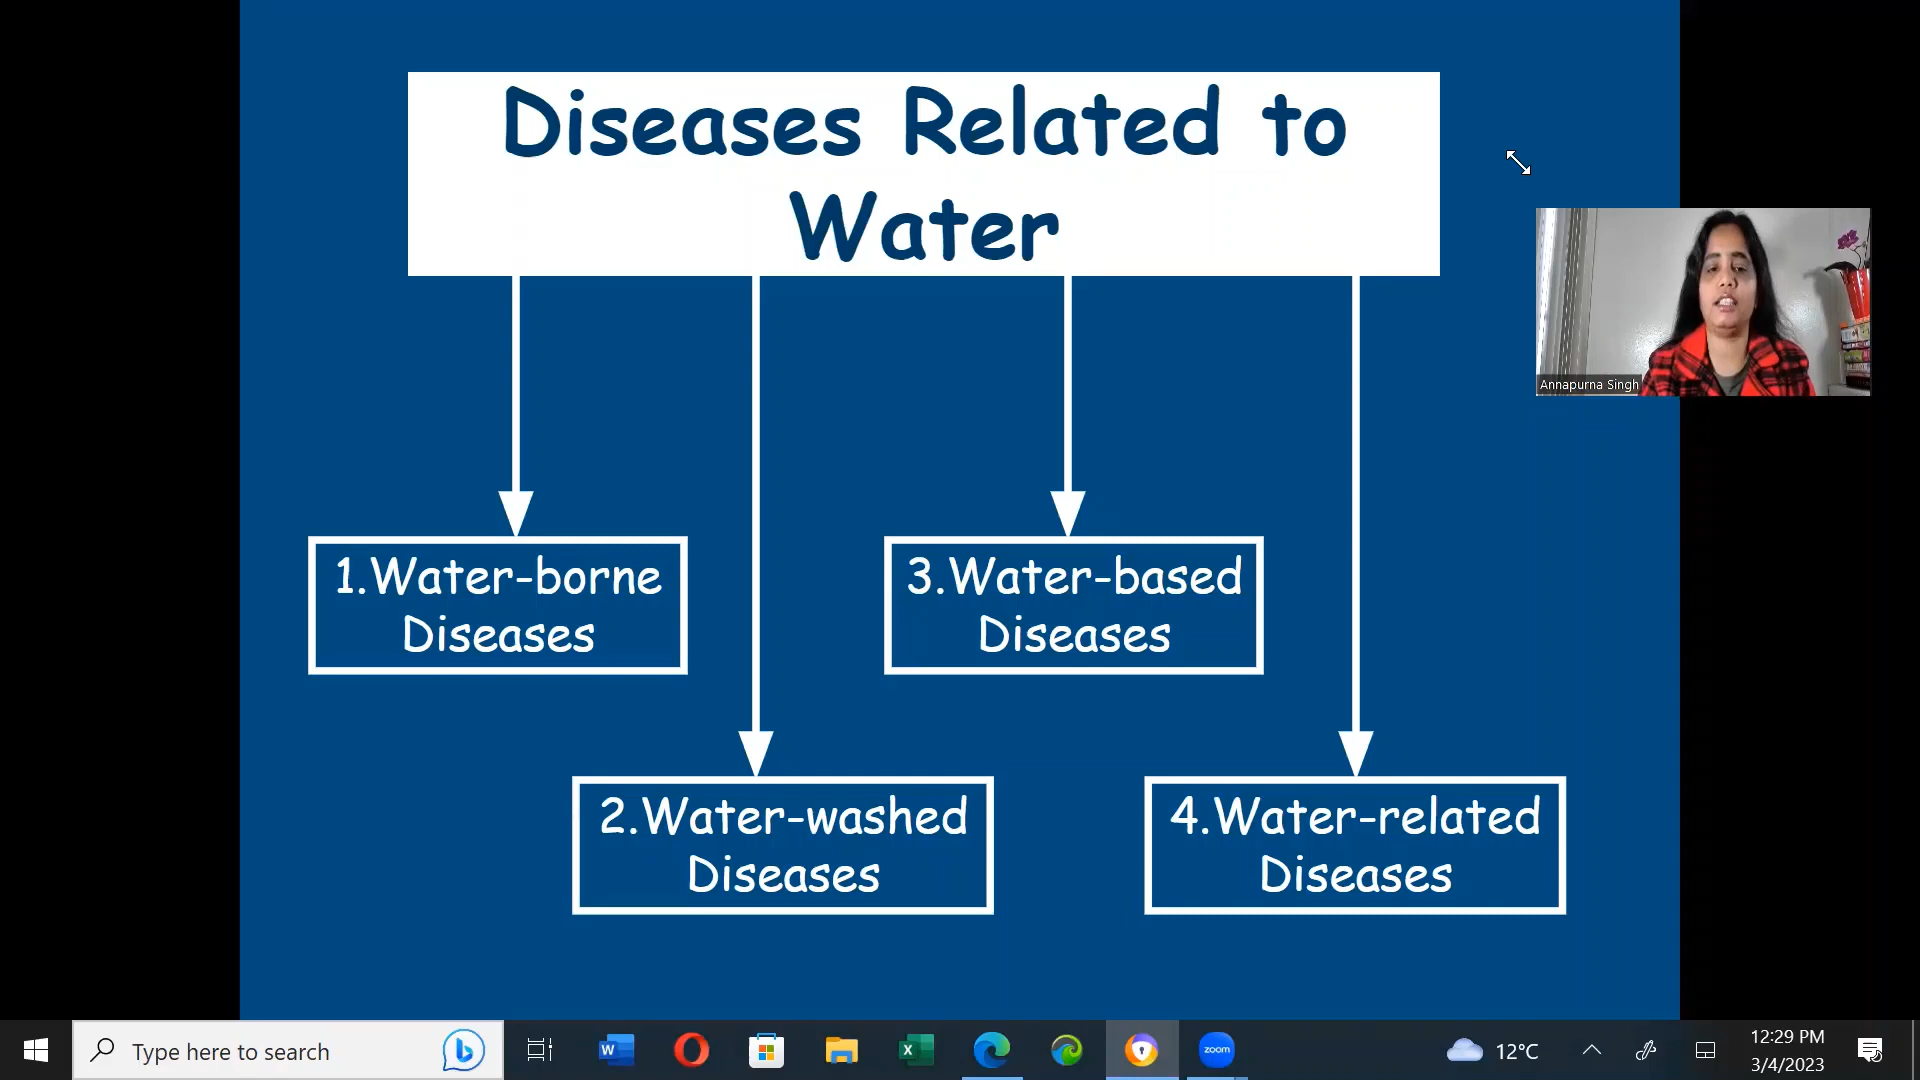 Diseases Related to
Water
1.Water-borne
Diseases
3.Water-based
Diseases
2.Water-washed
Diseases
4.Water-related
Diseases
Annapurna Singh
Type here to search
zoom
12°C
12:29 PM
3/4/2023